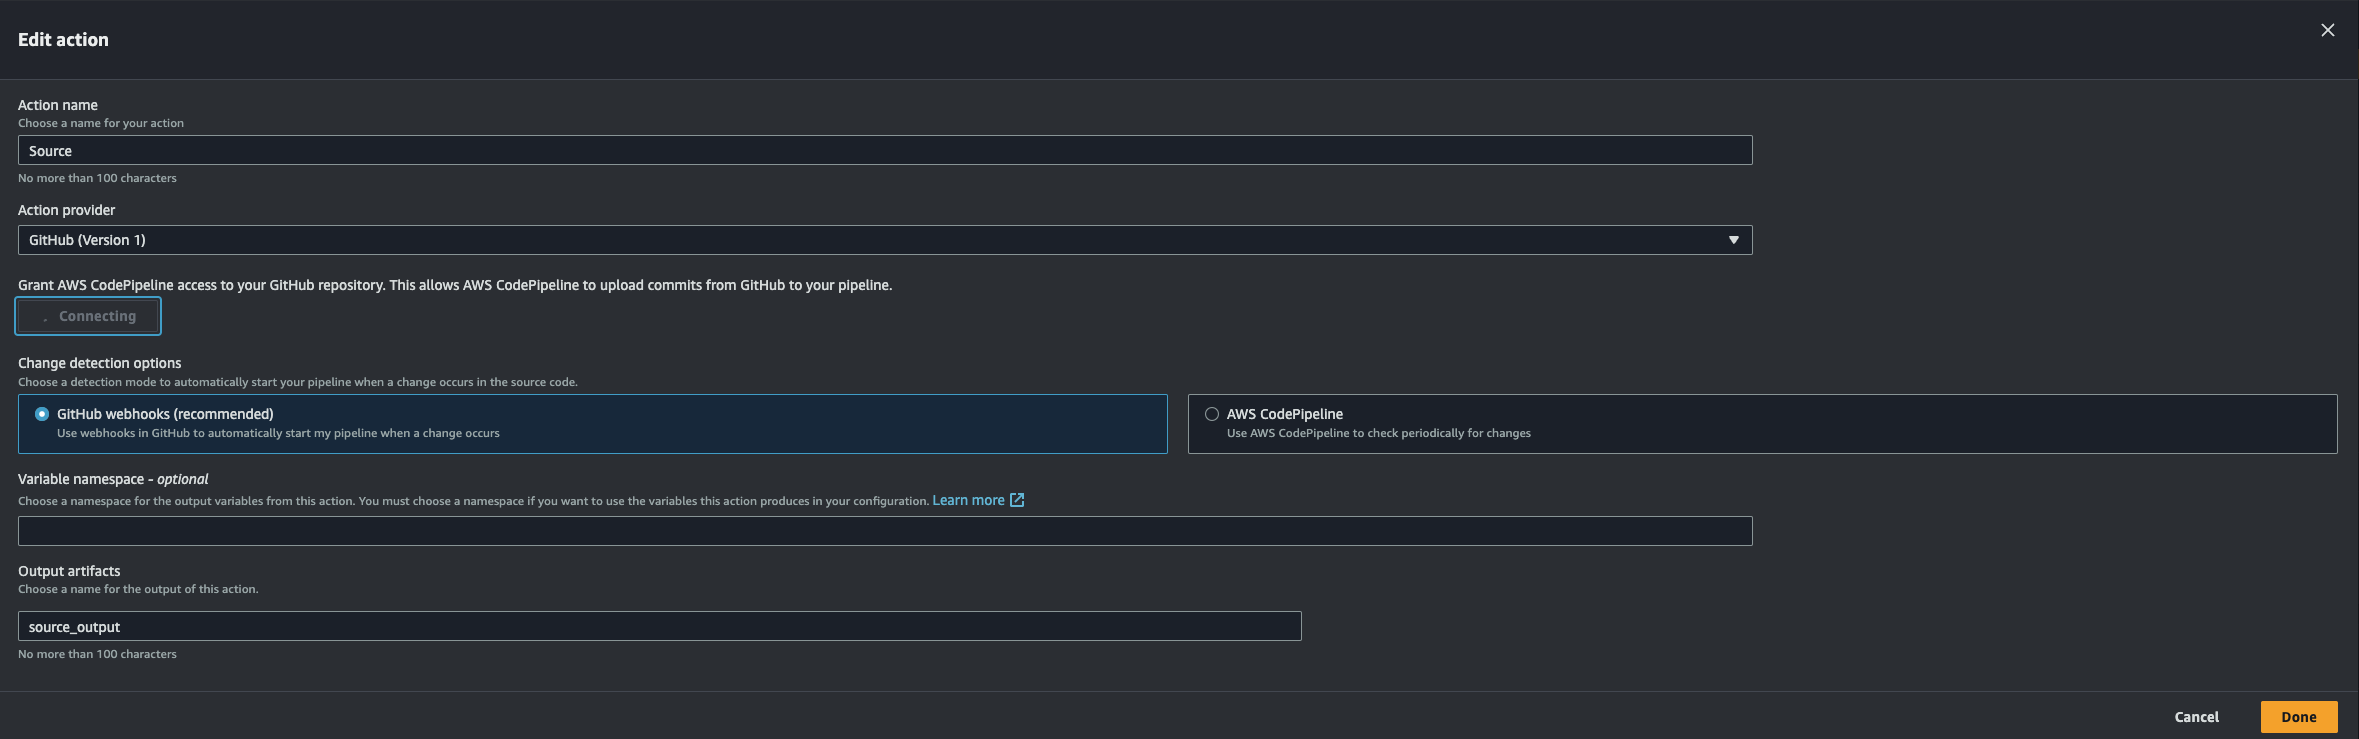 Edit action
Action name
Choose a name for your action
Source
No more than 100 characters
Action provider
GitHub (Version 1)
Grant AWS CodePipeline access to your GitHub repository. This allows AWS CodePipeline to upload commits from GitHub to your pipeline.
Connecting
Change detection options
Choose a detection mode to automatically start your pipeline when a change occurs in the source code.
GitHub webhooks (recommended)
Use webhooks in GitHub to automatically start my pipeline when a change occurs
AWS CodePipeline
Use AWS CodePipeline to check periodically for changes
Variable namespace - optional
Choose a namespace for the output variables from this action. You must choose a namespace if you want to use the variables this action produces in your configuration. Learn more
Output artifacts
Choose a name for the output of this action.
source_output
No more than 100 characters
Cancel
Done